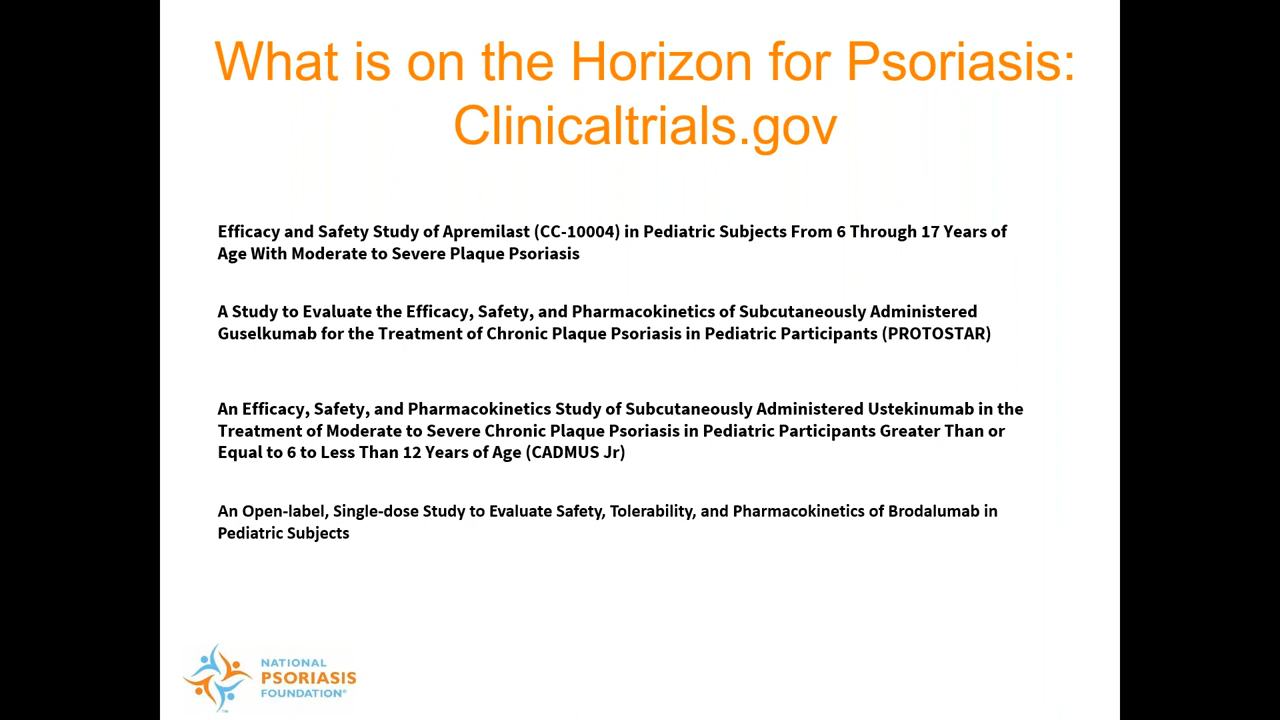 What is on the Horizon for Psoriasis:
Clinicaltrials.gov
Efficacy and Safety Study of Apremilast (CC-10004) in Pediatric Subjects From 6 Through 17 Years of
Age With Moderate to Severe Plaque Psoriasis
A Study to Evaluate the Efficacy, Safety, and Pharmacokinetics of Subcutaneously Administered
Guselkumab for the Treatment of Chronic Plaque Psoriasis in Pediatric Participants (PROTOSTAR)
An Efficacy, Safety, and Pharmacokinetics Study of Subcutaneously Administered Ustekinumab in the
Treatment of Moderate to Severe Chronic Plaque Psoriasis in Pediatric Participants Greater Than or
Equal to 6 to Less Than 12 Years of Age (CADMUS Jr)
An Open-label, Single-dose Study to Evaluate Safety, Tolerability, and Pharmacokinetics of Brodalumab in
Pediatric Subjects
NATIONAL
PSORIASIS
FOUNDATION®
™